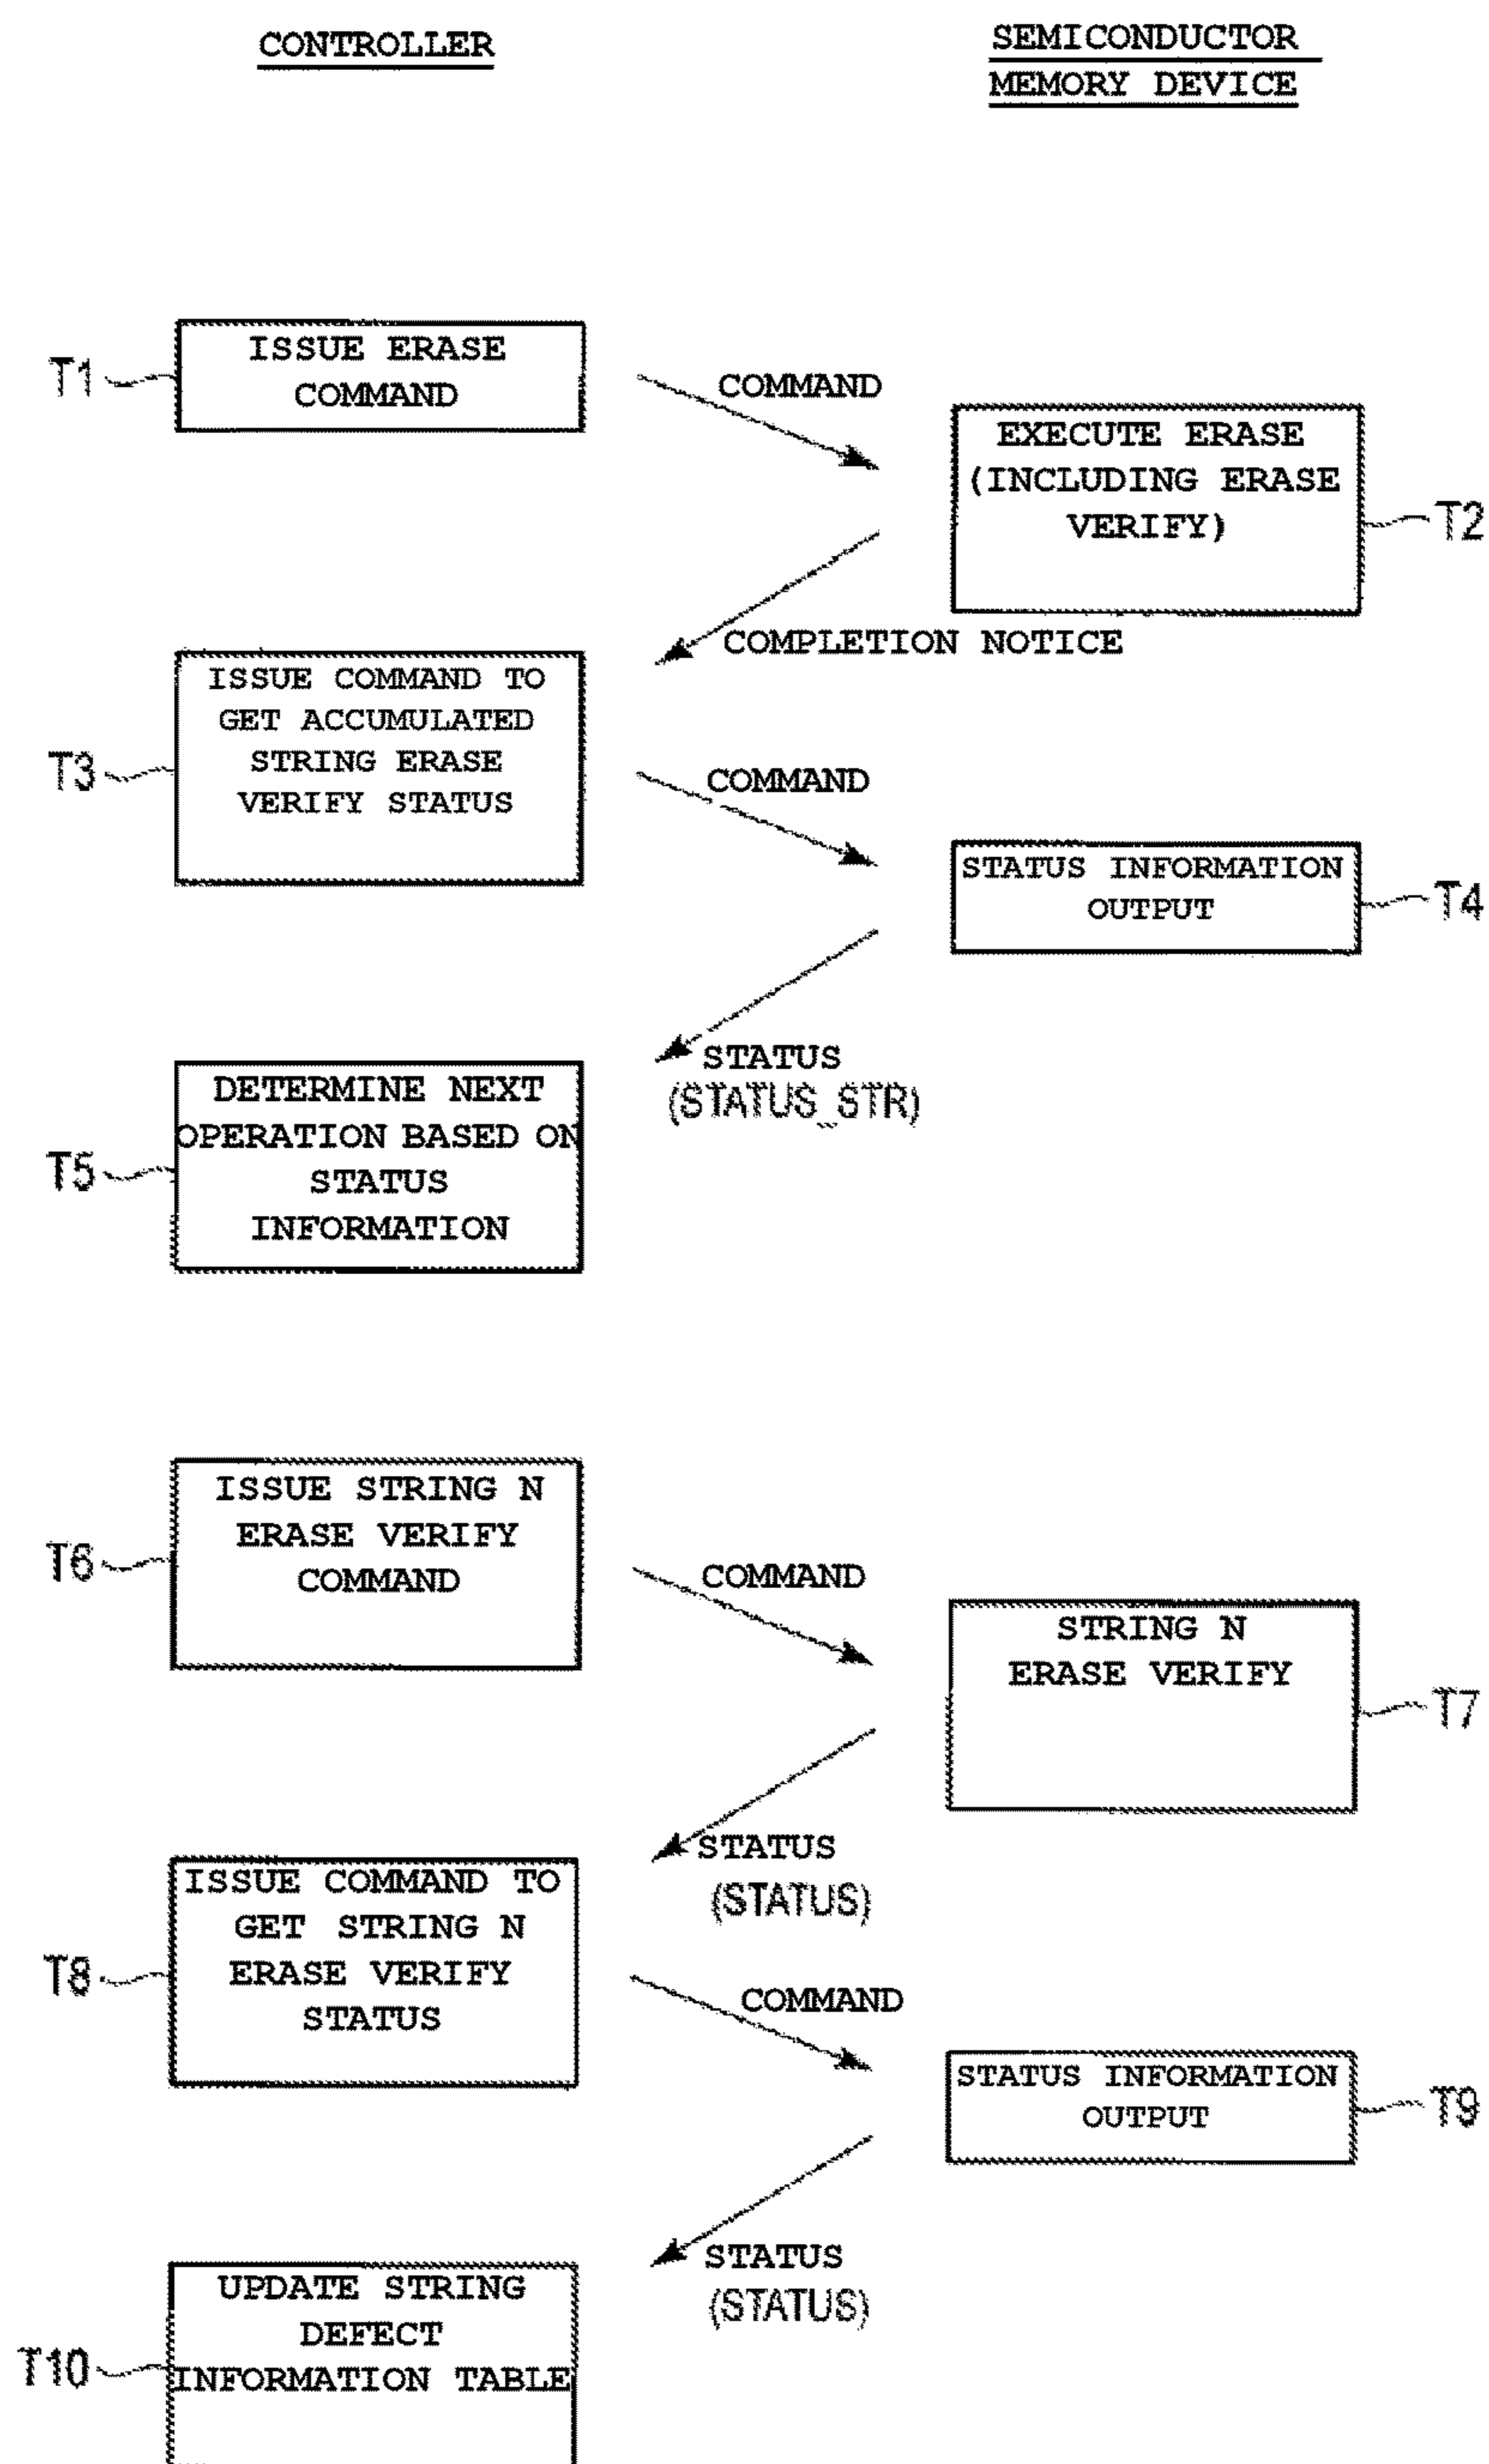 CONTROLLER
SEMICONDUCTOR
MEMORY DEVICE
T1
ISSUE ERASE
COMMAND
COMMAND
EXECUTE ERASE
(INCLUDING ERASE
VERIFY)
T2
COMPLETION NOTICE
T3
ISSUE COMMAND TO
GET ACCUMULATED
STRING ERASE
VERIFY STATUS
COMMAND
STATUS INFORMATION
OUTPUT
T4
STATUS
(STATUS_STR)
T5
DETERMINE NEXT
OPERATION BASED ON
STATUS
INFORMATION
T6
ISSUE STRING N
ERASE VERIFY
COMMAND
COMMAND
STRING N
ERASE VERIFY
T7
STATUS
(STATUS)
T8
ISSUE COMMAND TO
GET STRING N
ERASE VERIFY
STATUS
COMMAND
STATUS INFORMATION
OUTPUT
T9
STATUS
(STATUS)
T10
UPDATE STRING
DEFECT
INFORMATION TABLE